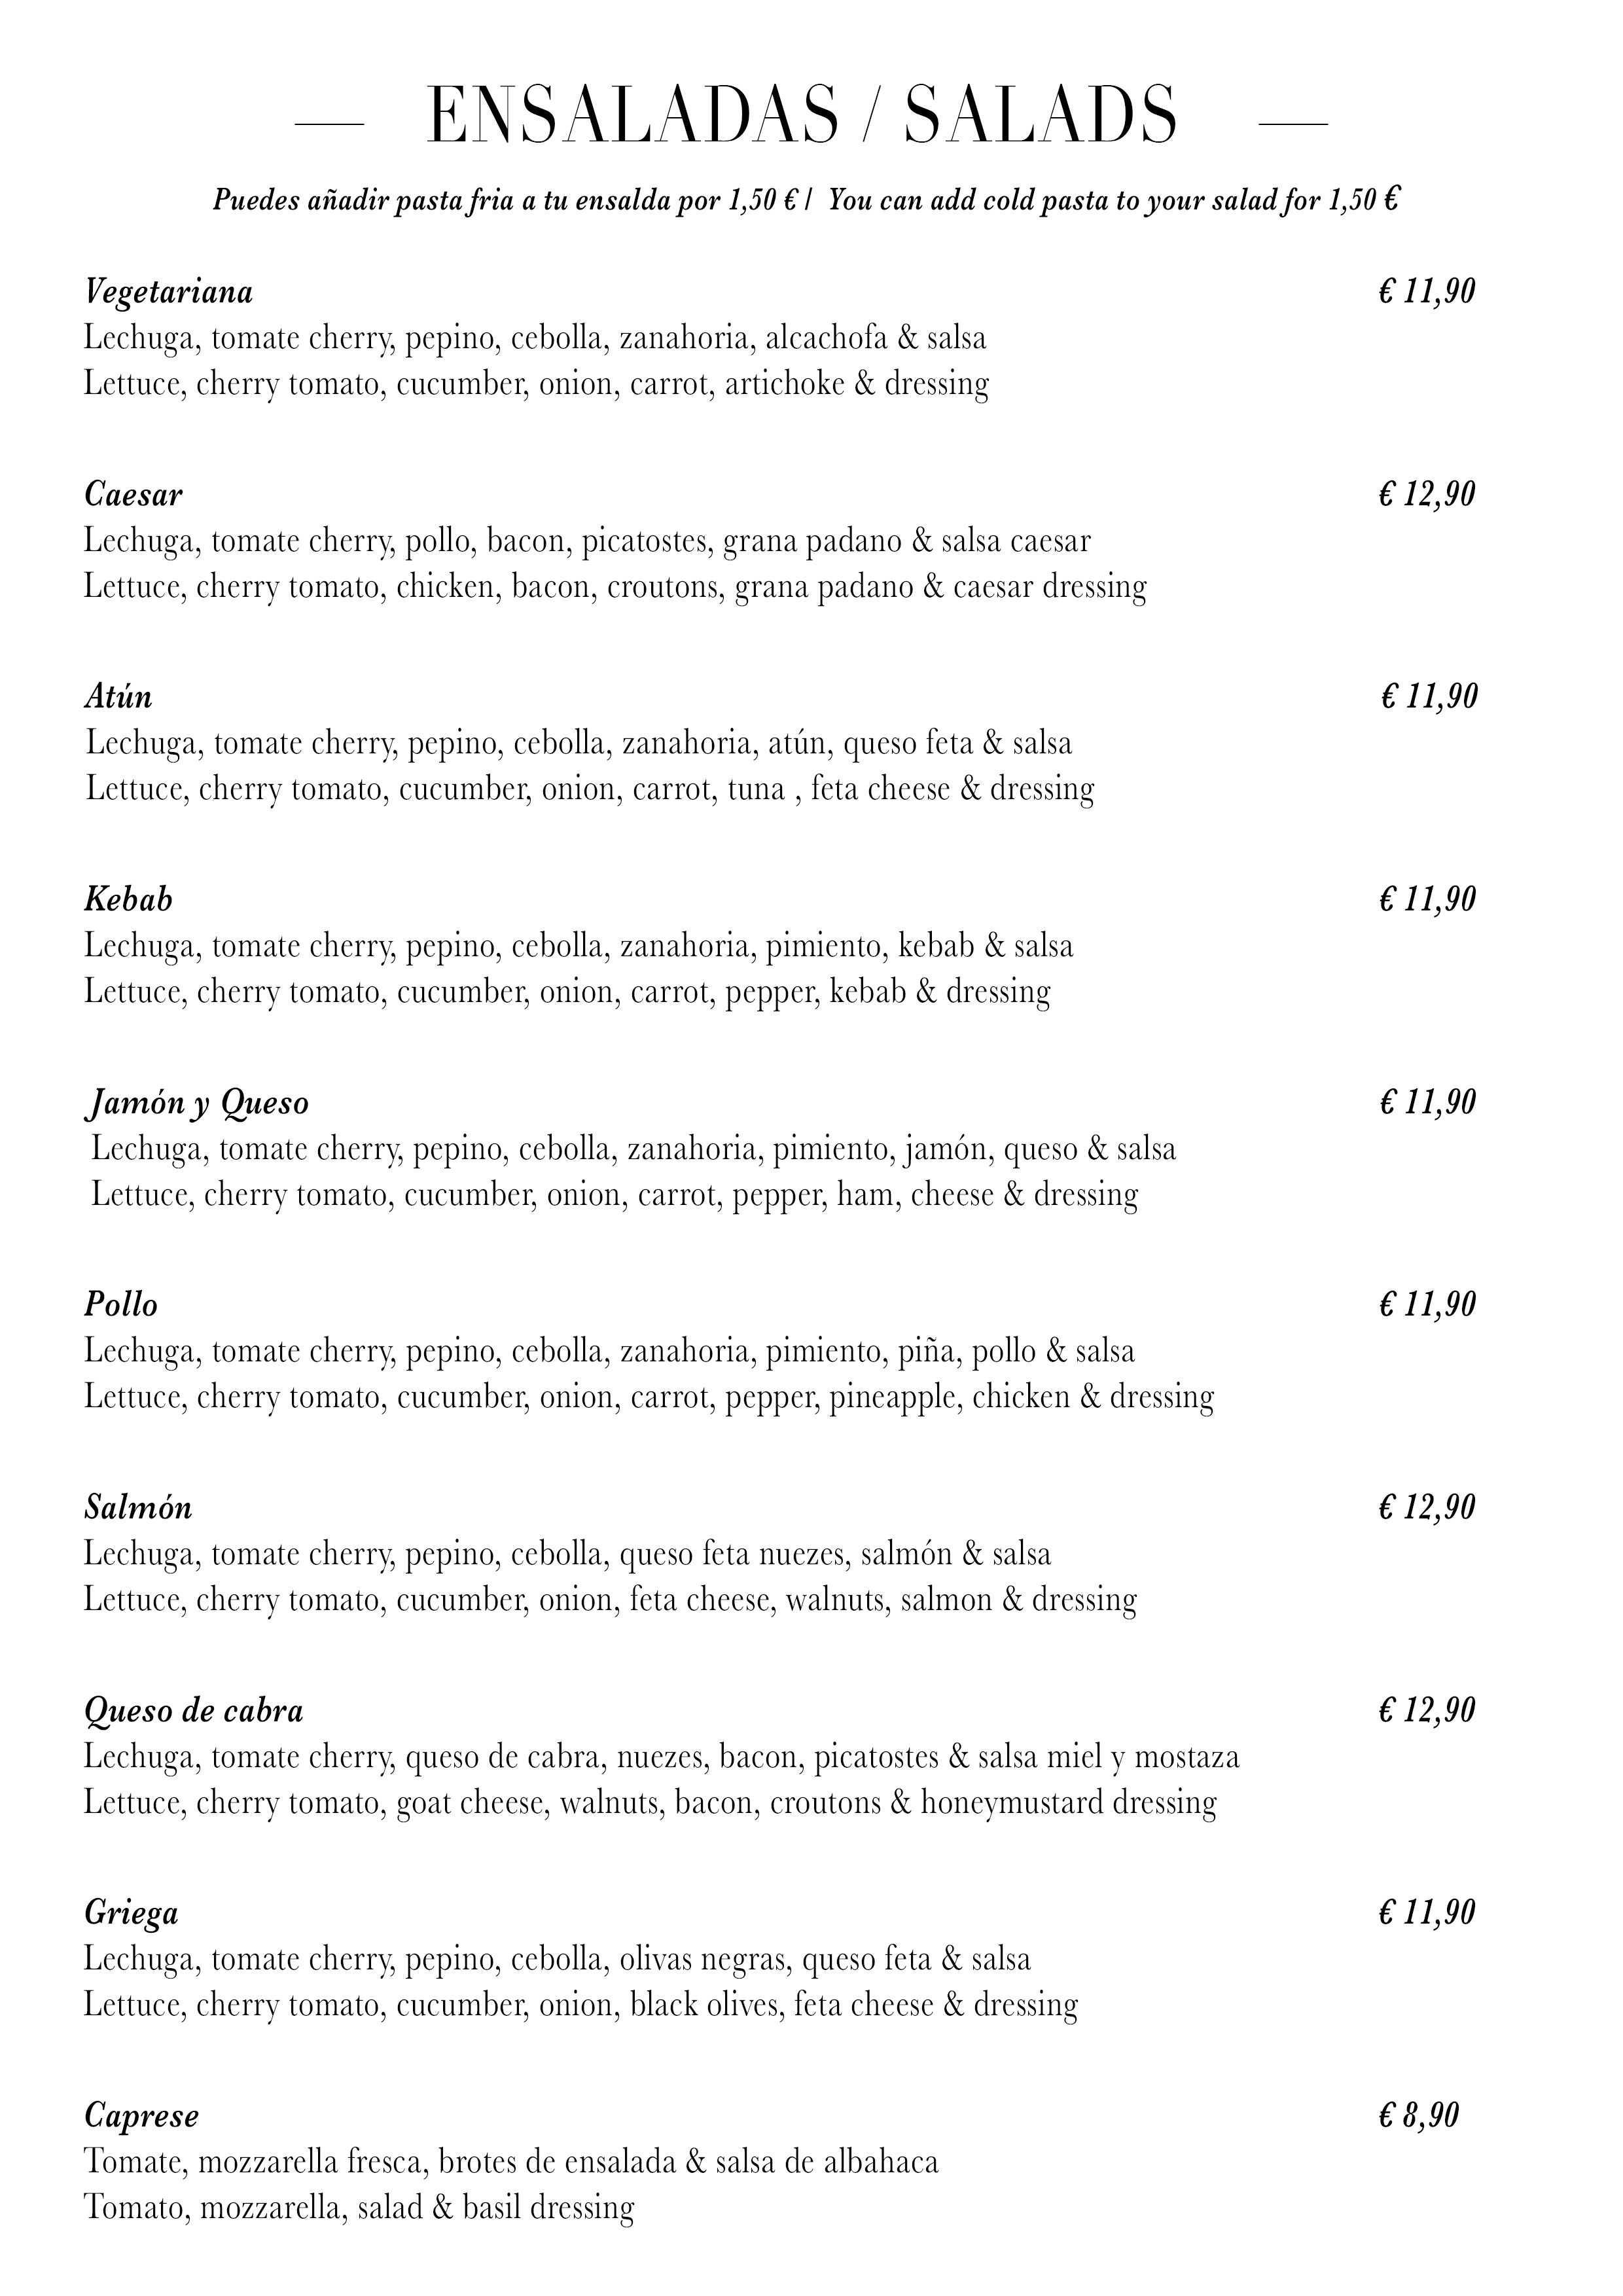 ENSALADAS / SALADS
Puedes añadir pasta fria a tu ensalda por 1,50 € / You can add cold pasta to your salad for 1,50 €
Vegetariana € 11,90
Lechuga, tomate cherry, pepino, cebolla, zanahoria, alcachofa & salsa
Lettuce, cherry tomato, cucumber, onion, carrot, artichoke & dressing
Caesar € 12,90
Lechuga, tomate cherry, pollo, bacon, picatostes, grana padano & salsa caesar
Lettuce, cherry tomato, chicken, bacon, croutons, grana padano & caesar dressing
Atún € 11,90
Lechuga, tomate cherry, pepino, cebolla, zanahoria, atún, queso feta & salsa
Lettuce, cherry tomato, cucumber, onion, carrot, tuna , feta cheese & dressing
Kebab € 11,90
Lechuga, tomate cherry, pepino, cebolla, zanahoria, pimiento, kebab & salsa
Lettuce, cherry tomato, cucumber, onion, carrot, pepper, kebab & dressing
Jamón y Queso € 11,90
Lechuga, tomate cherry, pepino, cebolla, zanahoria, pimiento, jamón, queso & salsa
Lettuce, cherry tomato, cucumber, onion, carrot, pepper, ham, cheese & dressing
Pollo € 11,90
Lechuga, tomate cherry, pepino, cebolla, zanahoria, pimiento, piña, pollo & salsa
Lettuce, cherry tomato, cucumber, onion, carrot, pepper, pineapple, chicken & dressing
Salmón € 12,90
Lechuga, tomate cherry, pepino, cebolla, queso feta nuezes, salmón & salsa
Lettuce, cherry tomato, cucumber, onion, feta cheese, walnuts, salmon & dressing
Queso de cabra € 12,90
Lechuga, tomate cherry, queso de cabra, nuezes, bacon, picatostes & salsa miel y mostaza
Lettuce, cherry tomato, goat cheese, walnuts, bacon, croutons & honeymustard dressing
Griega € 11,90
Lechuga, tomate cherry, pepino, cebolla, olivas negras, queso feta & salsa
Lettuce, cherry tomato, cucumber, onion, black olives, feta cheese & dressing
Caprese € 8,90
Tomate, mozzarella fresca, brotes de ensalada & salsa de albahaca
Tomato, mozzarella, salad & basil dressing